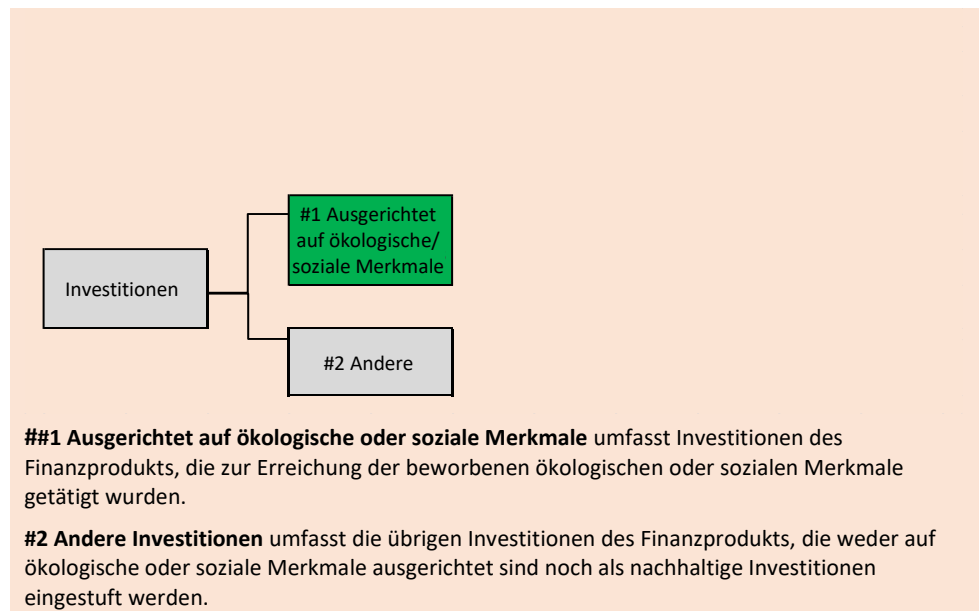 #1 Ausgerichtet
auf ökologische/
soziale Merkmale
Investitionen
#2 Andere
##1 Ausgerichtet auf ökologische oder soziale Merkmale umfasst Investitionen des
Finanzprodukts, die zur Erreichung der beworbenen ökologischen oder sozialen Merkmale
getätigt wurden.
#2 Andere Investitionen umfasst die übrigen Investitionen des Finanzprodukts, die weder auf
ökologische oder soziale Merkmale ausgerichtet sind noch als nachhaltige Investitionen
eingestuft werden.